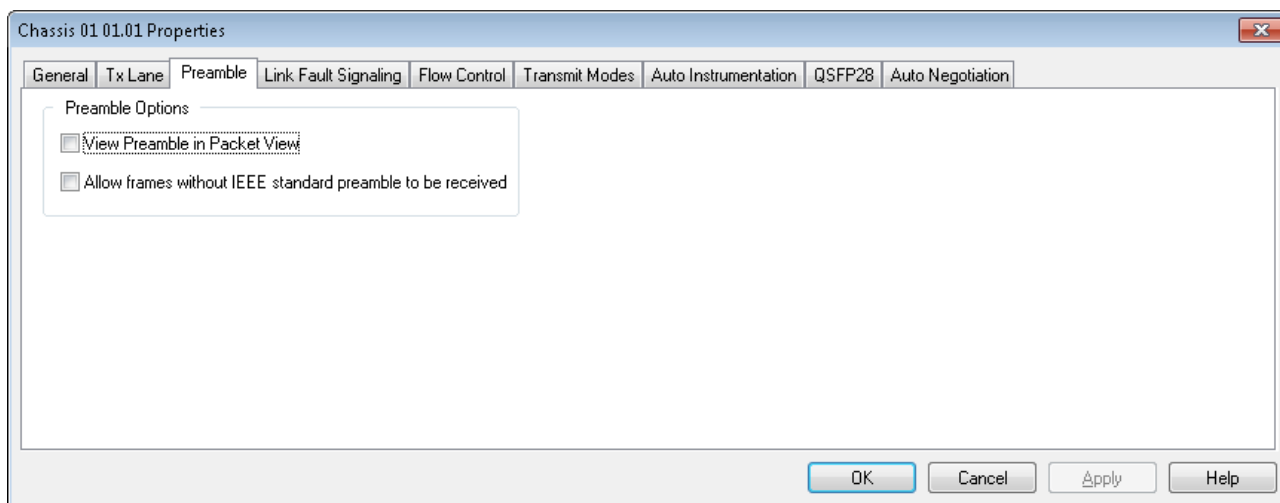 Chassis 01 01.01 Properties
General Tx Lane Preamble Link Fault Signaling Flow Control Transmit Modes Auto Instrumentation QSFP28 Auto Negotiation
Preamble Options
View Preamble in Packet View
Allow frames without IEEE standard preamble to be received
OK Cancel Apply Help